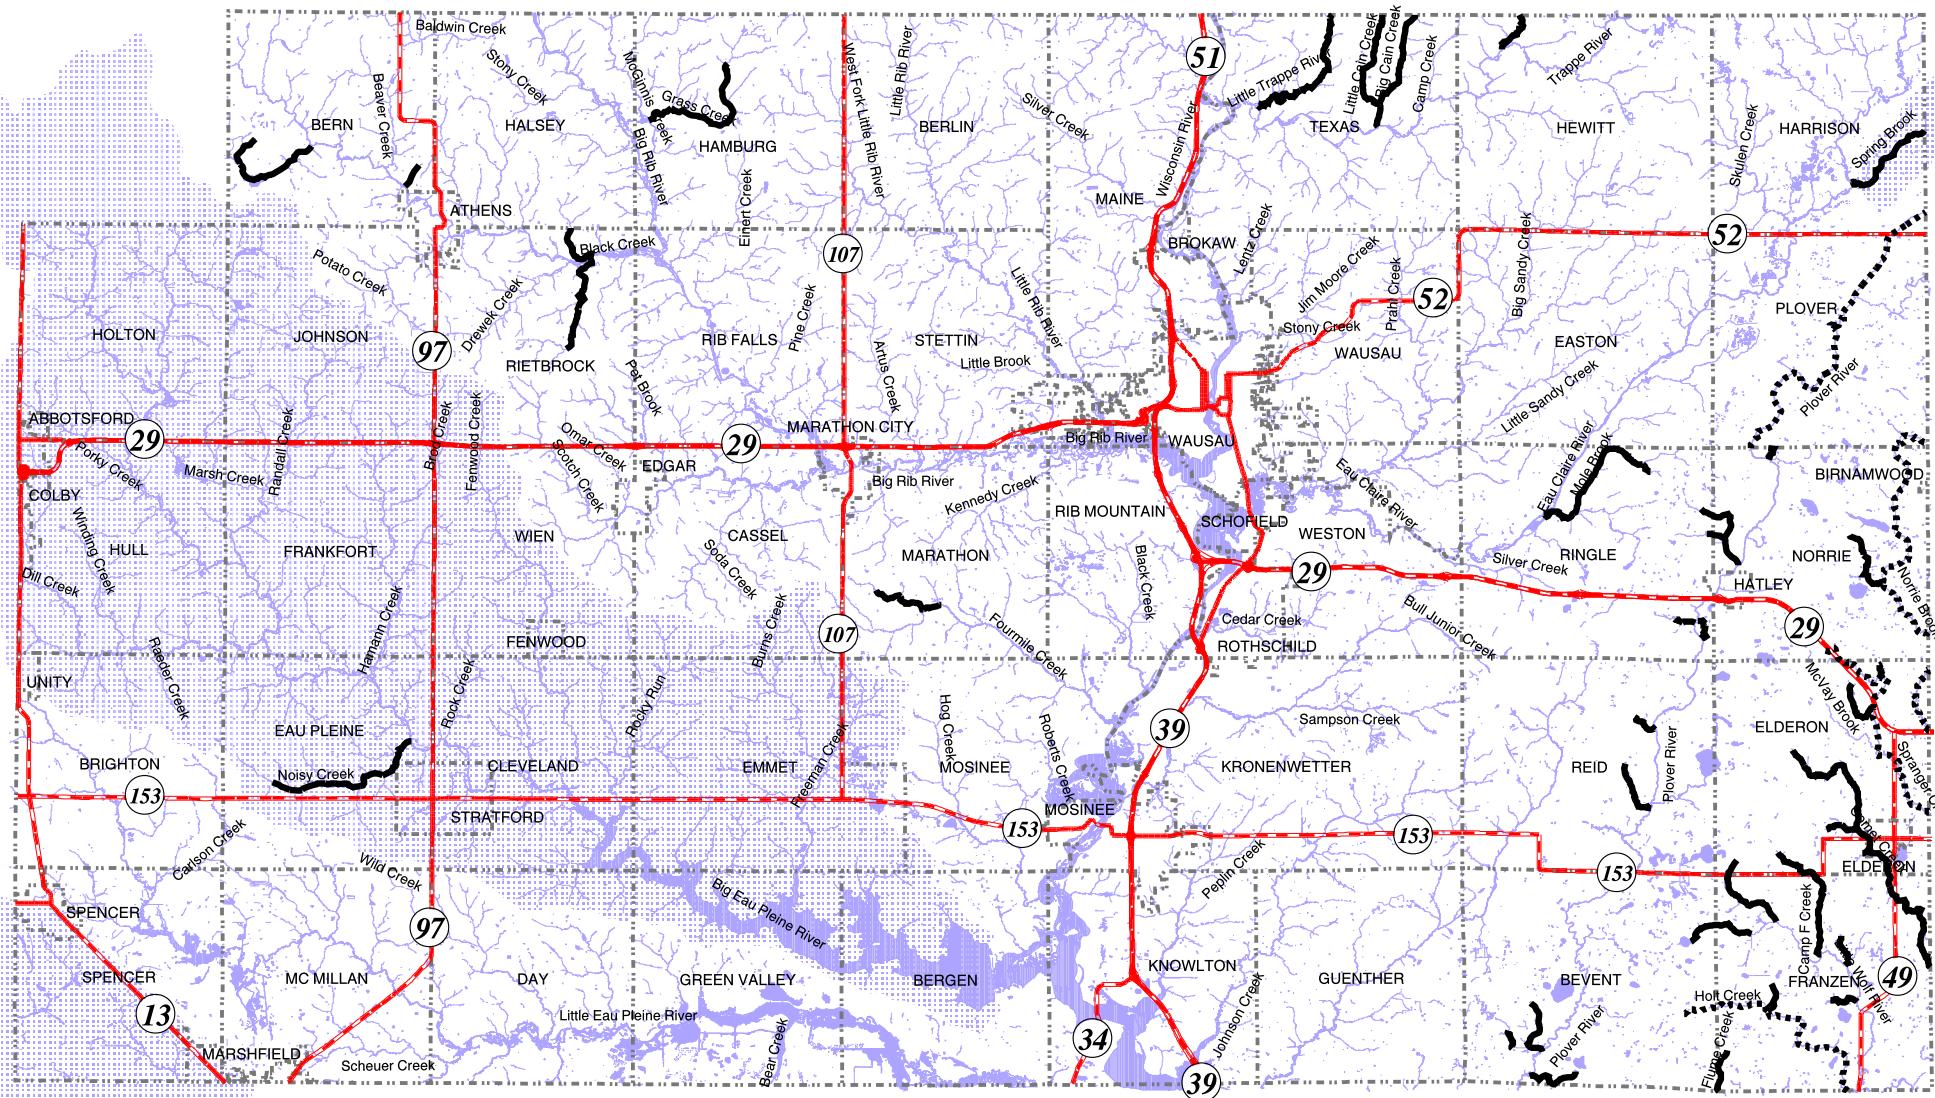 Baldwin Creek
Beaver Creek
Stony Creek
McGinnis Creek
Grass Creek
Big Rib River
West Fork Little Rib River
Little Rib River
Silver Creek
51
Wisconsin River
Little Trappe River
Little Cain Creek
Big Cain Creek
Camp Creek
Trappe River
Skulen Creek
Spring Brook
BERN
HALSEY
HAMBURG
BERLIN
TEXAS
HEWITT
HARRISON
MAINE
ATHENS
Einert Creek
BROKAW
Lentz Creek
Big Sandy Creek
52
Potato Creek
Black Creek
107
Jim Moore Creek
Prahl Creek
52
Drewek Creek
Little Rib River
Pine Creek
PLOVER
HOLTON
JOHNSON
97
RIETBROCK
RIB FALLS
STETTIN
Stony Creek
WAUSAU
EASTON
Little Brook
Pet Brook
Artus Creek
Plover River
Little Sandy Creek
ABBOTSFORD
29
Randall Creek
Fenwood Creek
Omar Creek
29
MARATHON CITY
Big Rib River
WAUSAU
Porky Creek
Marsh Creek
Scotch Creek
EDGAR
Big Rib River
Kennedy Creek
Eau Claire River
Eau Claire River
Mole Brook
BIRNAMWOOD
COLBY
Winding Creek
HULL
FRANKFORT
WIEN
CASSEL
MARATHON
RIB MOUNTAIN
SCHOFIELD
WESTON
RINGLE
NORRIE
Dill Creek
Soda Creek
Black Creek
29
Silver Creek
HATLEY
Norrie Brook
Hamann Creek
FENWOOD
Burns Creek
107
Fourmile Creek
Cedar Creek
ROTHSCHILD
Bull Junior Creek
29
UNITY
Raeder Creek
Rock Creek
Rocky Run
Hog Creek
Roberts Creek
39
Sampson Creek
McVay Brook
ELDERON
EAU PLEINE
BRIGHTON
Noisy Creek
CLEVELAND
EMMET
Freeman Creek
MOSINEE
KRONENWETTER
REID
Plover River
153
STRATFORD
153
MOSINEE
153
153
ELDERON
Carlson Creek
Wild Creek
Big Eau Pleine River
Peplin Creek
Camp F Creek
SPENCER
97
SPENCER
MC MILLAN
DAY
GREEN VALLEY
BERGEN
KNOWLTON
GUENTHER
BEVENT
FRANZEN
49
13
Little Eau Pleine River
34
Johnson Creek
Plover River
Holt Creek
Flume Creek
MARSHFIELD
Scheuer Creek
Bear Creek
39